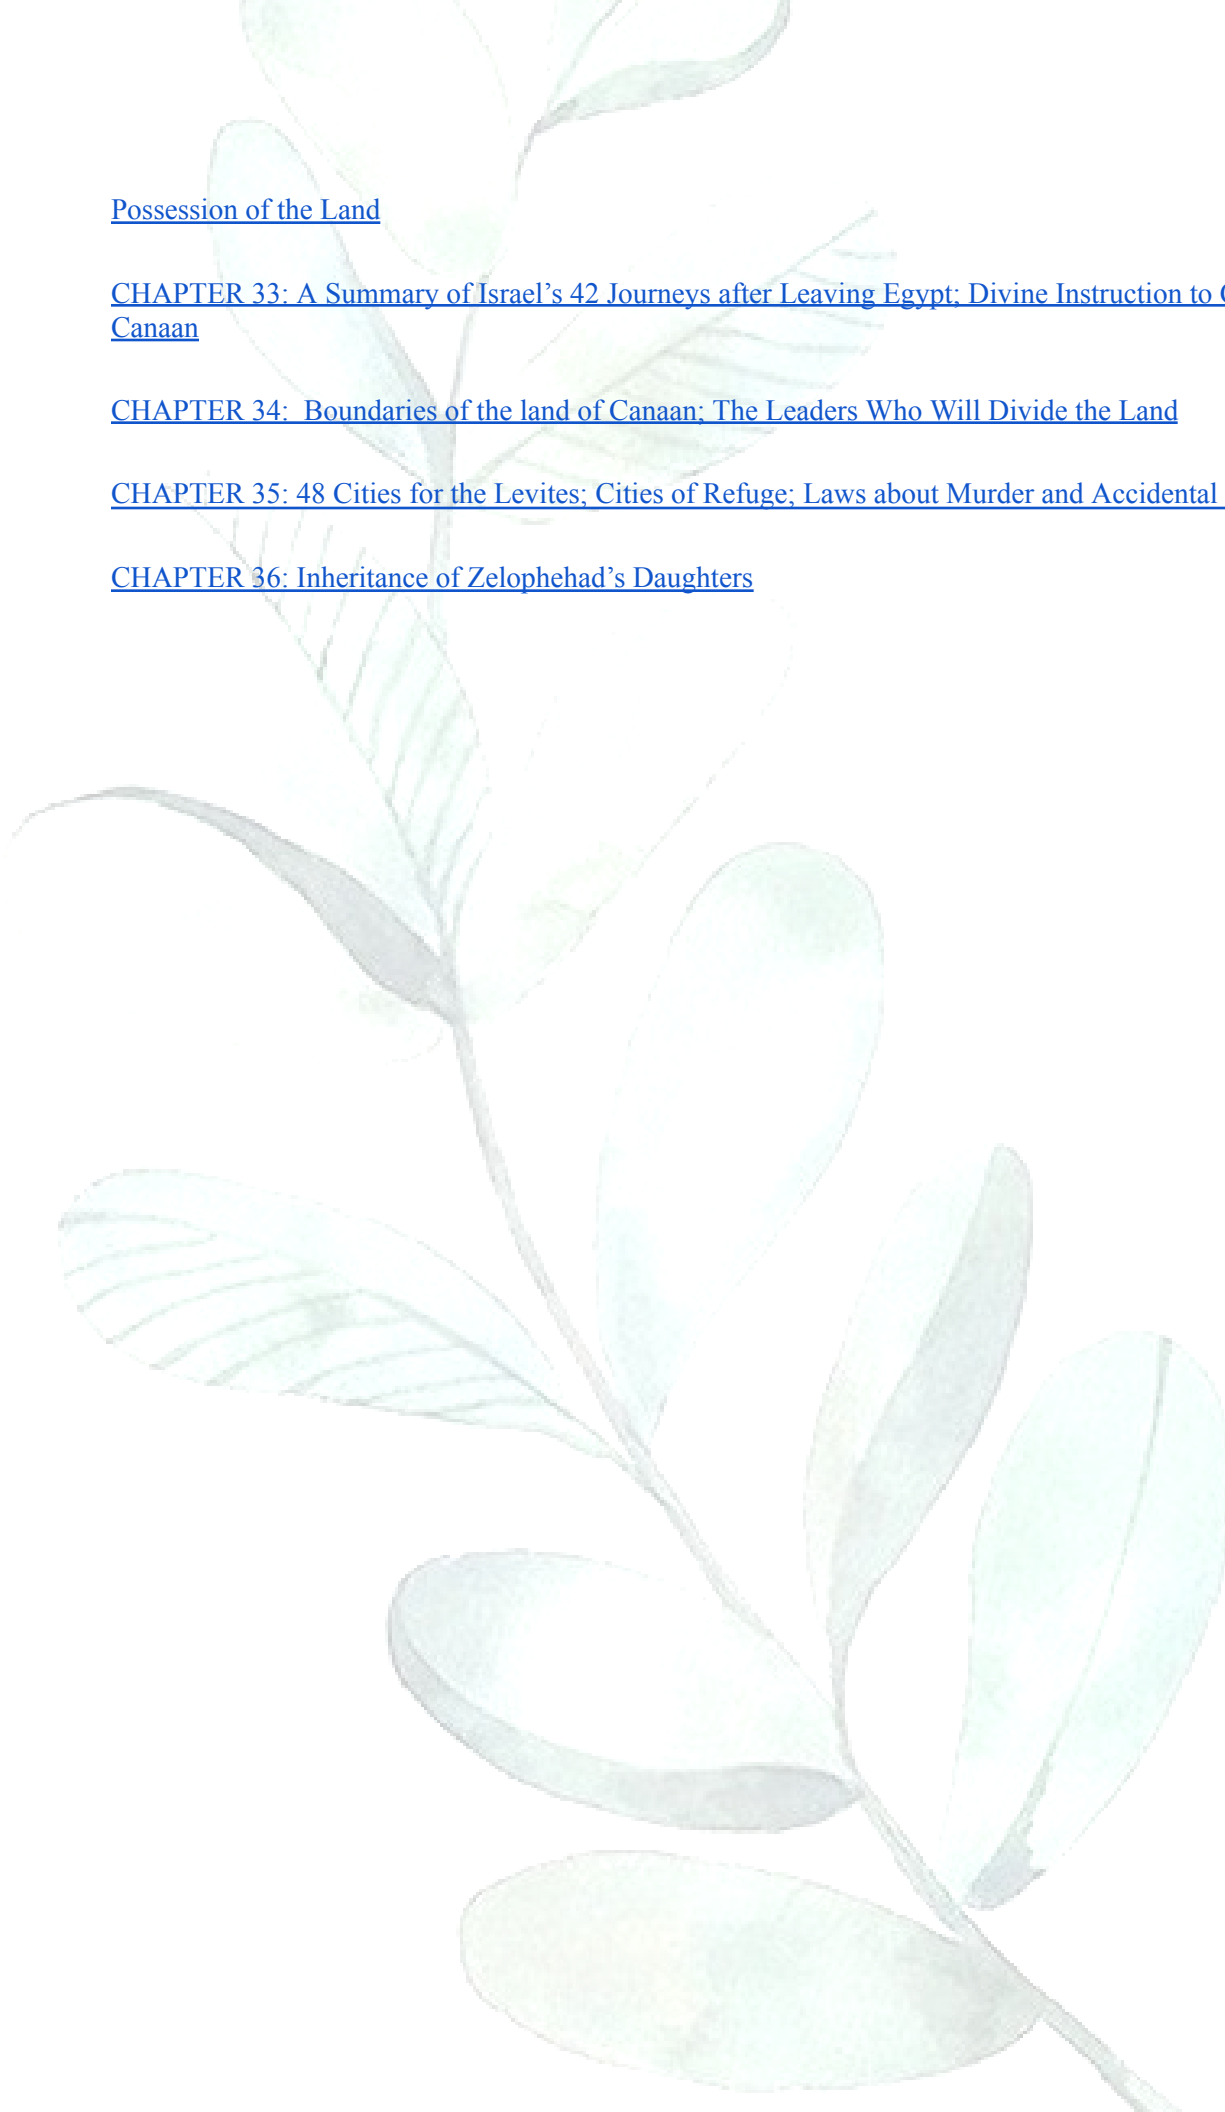 Possession of the Land
CHAPTER 33: A Summary of Israel’s 42 Journeys after Leaving Egypt; Divine Instruction to
Canaan
CHAPTER 34:  Boundaries of the land of Canaan; The Leaders Who Will Divide the Land
CHAPTER 35: 48 Cities for the Levites; Cities of Refuge; Laws about Murder and Accidental
CHAPTER 36: Inheritance of Zelophehad’s Daughters